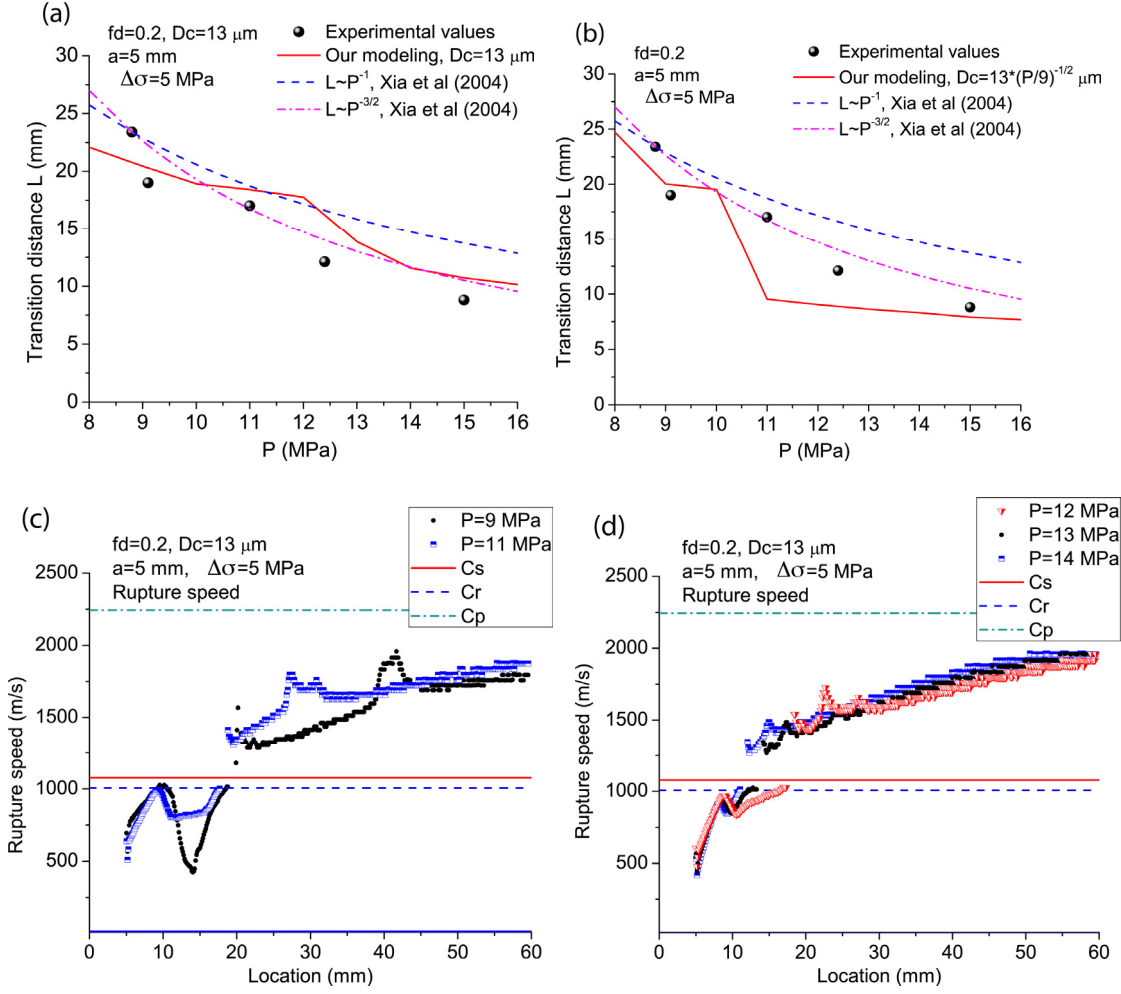 (a)
fd=0.2, Dc=13 μm
a=5 mm
Δσ=5 MPa
Experimental values
Our modeling, Dc=13 μm
L~P⁻¹, Xia et al (2004)
L~P⁻³/², Xia et al (2004)
30
25
20
15
10
5
0
Transition distance L (mm)
8 9 10 11 12 13 14 15 16
P (MPa)
(b)
fd=0.2
a=5 mm
Δσ=5 MPa
Experimental values
Our modeling, Dc=13*(P/9)⁻¹/² μm
L~P⁻¹, Xia et al (2004)
L~P⁻³/², Xia et al (2004)
30
25
20
15
10
5
0
Transition distance L (mm)
8 9 10 11 12 13 14 15 16
P (MPa)
(c)
fd=0.2, Dc=13 μm
a=5 mm, Δσ=5 MPa
Rupture speed
P=9 MPa
P=11 MPa
Cs
Cr
Cp
2500
2000
1500
1000
500
Rupture speed (m/s)
0 10 20 30 40 50 60
Location (mm)
(d)
fd=0.2, Dc=13 μm
a=5 mm, Δσ=5 MPa
Rupture speed
P=12 MPa
P=13 MPa
P=14 MPa
Cs
Cr
Cp
2500
2000
1500
1000
500
Rupture speed (m/s)
0 10 20 30 40 50 60
Location (mm)